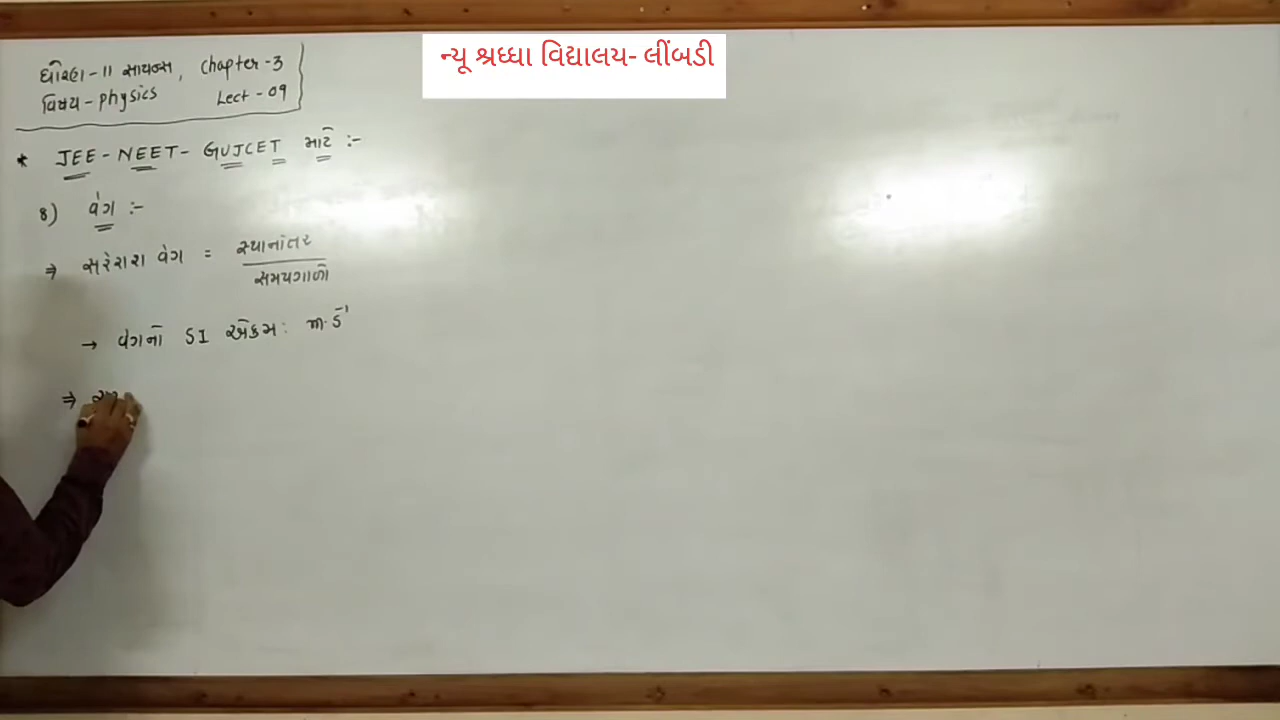 ન્યૂ શ્રધ્ધા વિદ્યાલય- લીંબડી
ધોરણ - 11 સાયન્સ, Chapter - 3
વિષય - Physics Lect - 09
* JEE - NEET - GUJCET માટે :-
8) વેગ :-
⇒ સરેરાશ વેગ = સ્થાનાંતર / સમયગાળો
→ વેગનો SI એકમ : m·s⁻¹
⇒